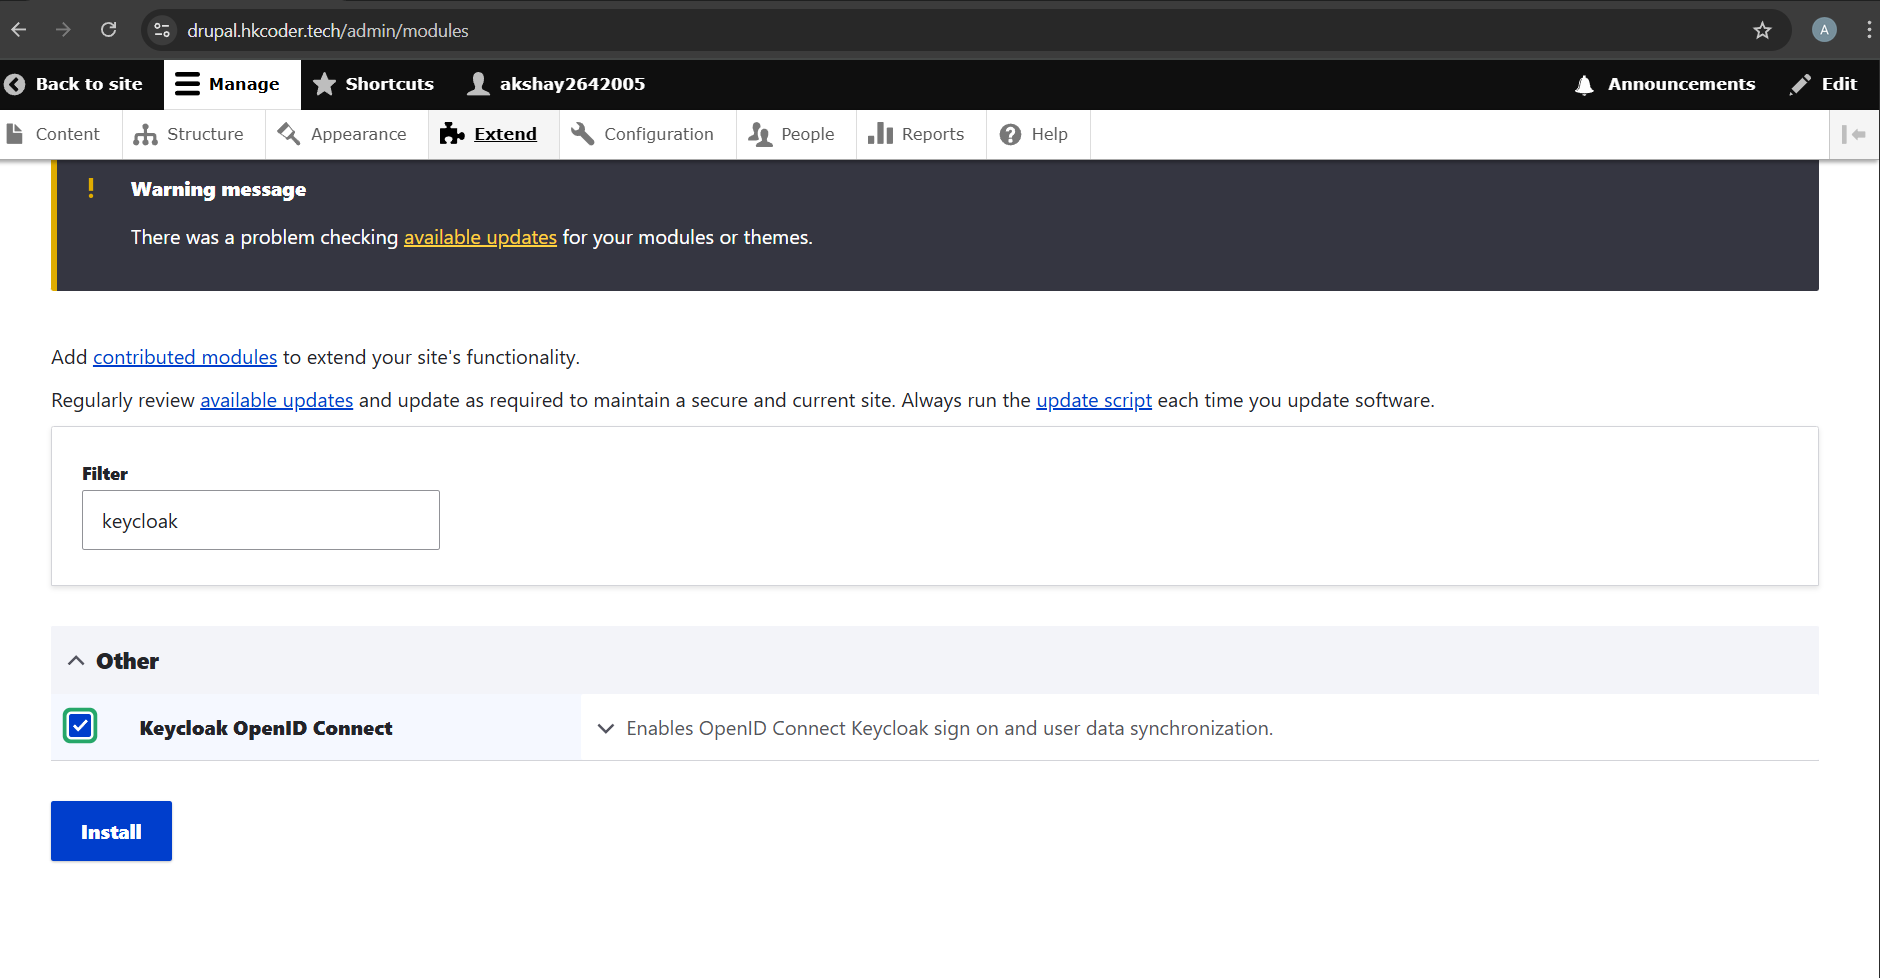 drupal.hkcoder.tech/admin/modules
A
Back to site
Manage
Shortcuts
akshay2642005
Announcements
Edit
Content
Structure
Appearance
Extend
Configuration
People
Reports
Help
Warning message
There was a problem checking available updates for your modules or themes.
Add contributed modules to extend your site's functionality.
Regularly review available updates and update as required to maintain a secure and current site. Always run the update script each time you update software.
Filter
keycloak
Other
Keycloak OpenID Connect
Enables OpenID Connect Keycloak sign on and user data synchronization.
Install